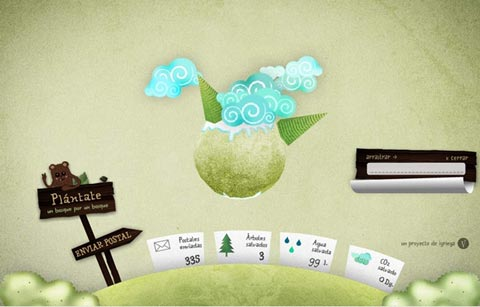 arrastrar → x cerrar
Plántate
un bosque por un bosque
ENVIAR POSTAL
Postales
enviadas
335
Árboles
salvados
3
Agua
salvada
99 l.
CO2
salvado
0 Dg.
un proyecto de igriega Y